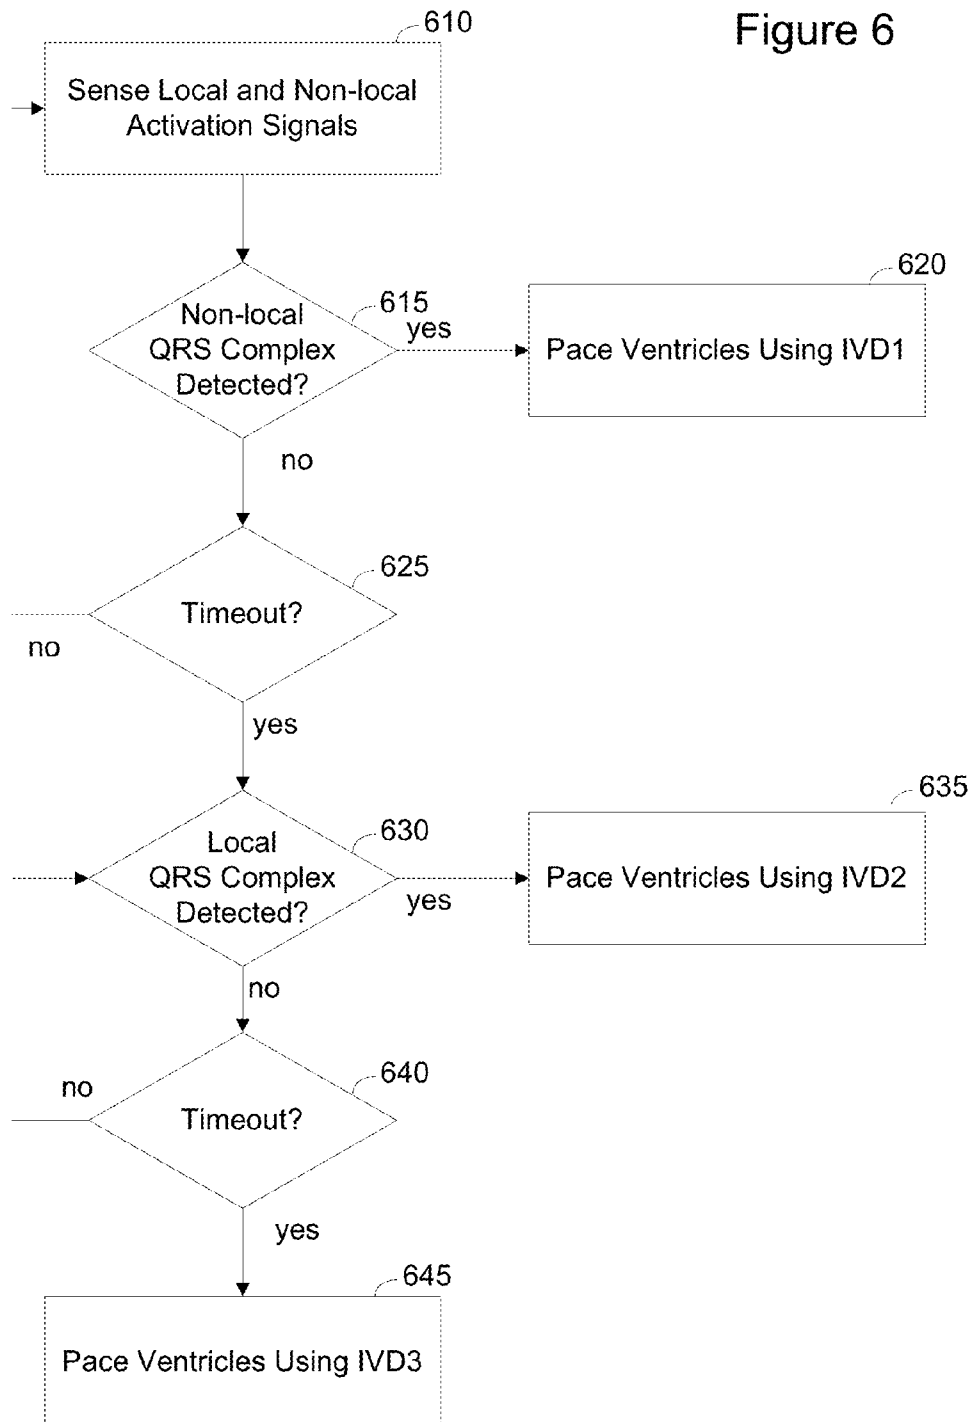 Figure 6
610
Sense Local and Non-local
Activation Signals
615
Non-local
QRS Complex
Detected?
yes
620
Pace Ventricles Using IVD1
no
625
Timeout?
no
yes
630
Local
QRS Complex
Detected?
yes
635
Pace Ventricles Using IVD2
no
640
Timeout?
no
yes
645
Pace Ventricles Using IVD3